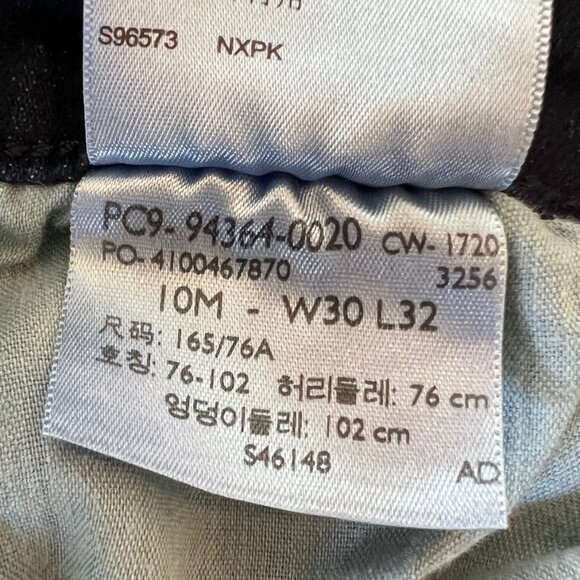 S96573 NXPK
PC9- 94364-0020 CW- 1720
PO- 4100467870 3256
10M - W30 L32
尺码: 165/76A
호칭: 76-102 허리둘레: 76 cm
엉덩이둘레: 102 cm
S46148
AD